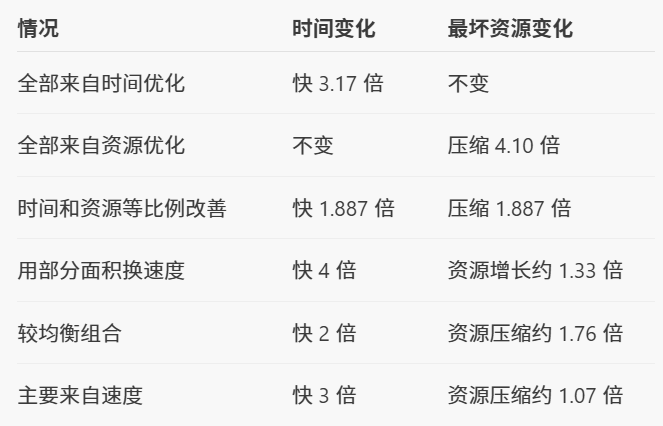 情况 时间变化 最坏资源变化
全部来自时间优化 快 3.17 倍 不变
全部来自资源优化 不变 压缩 4.10 倍
时间和资源等比例改善 快 1.887 倍 压缩 1.887 倍
用部分面积换速度 快 4 倍 资源增长约 1.33 倍
较均衡组合 快 2 倍 资源压缩约 1.76 倍
主要来自速度 快 3 倍 资源压缩约 1.07 倍